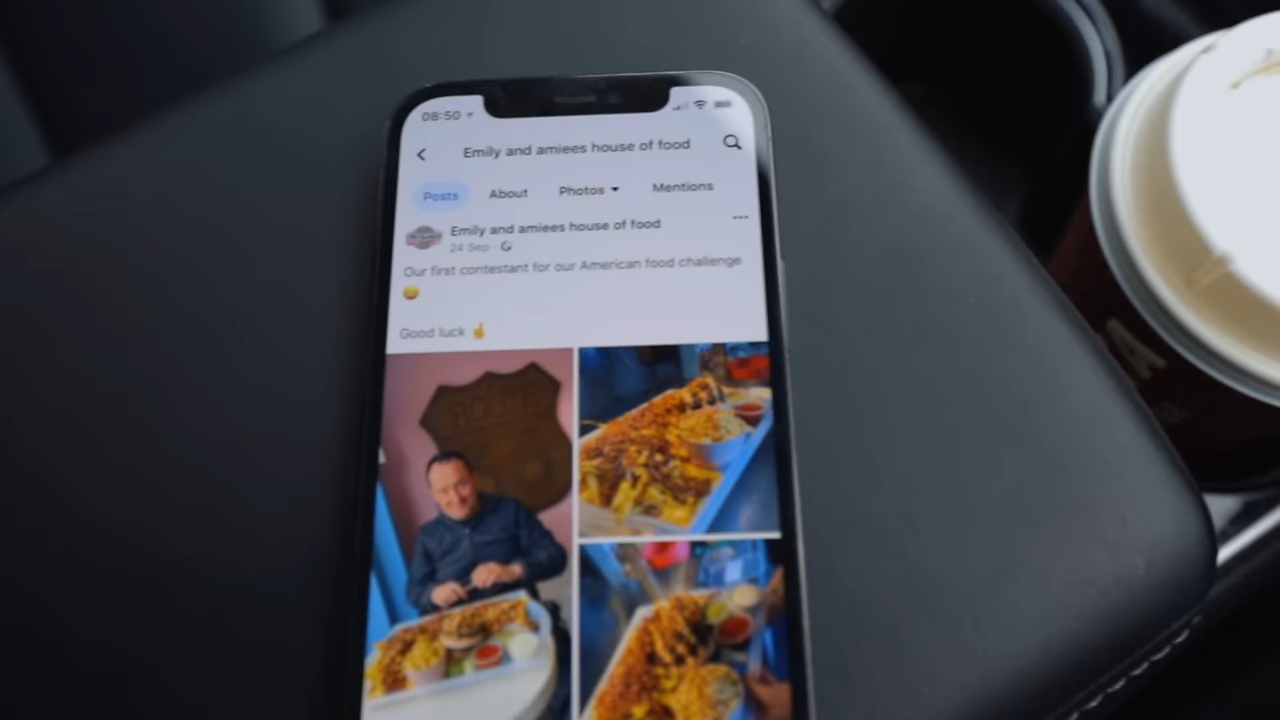 08:50
Emily and amiees house of food
Posts About Photos Mentions
Emily and amiees house of food
24 Sep
Our first contestant for our American food challenge
Good luck
ROUTE
A